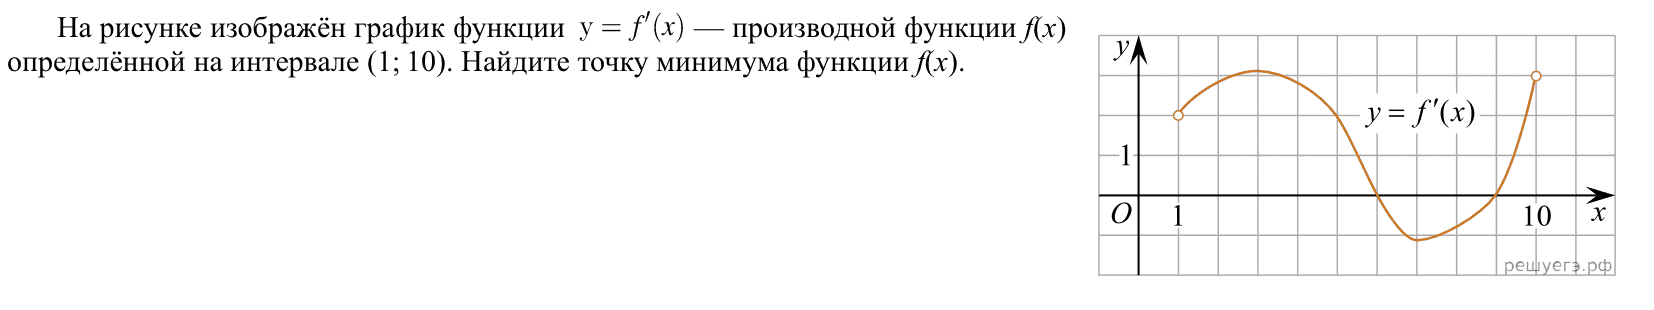 На рисунке изображён график функции y = f′(x) — производной функции f(x)
определённой на интервале (1; 10). Найдите точку минимума функции f(x).
y
y = f′(x)
1
O 1 10 x
решуегэ.рф